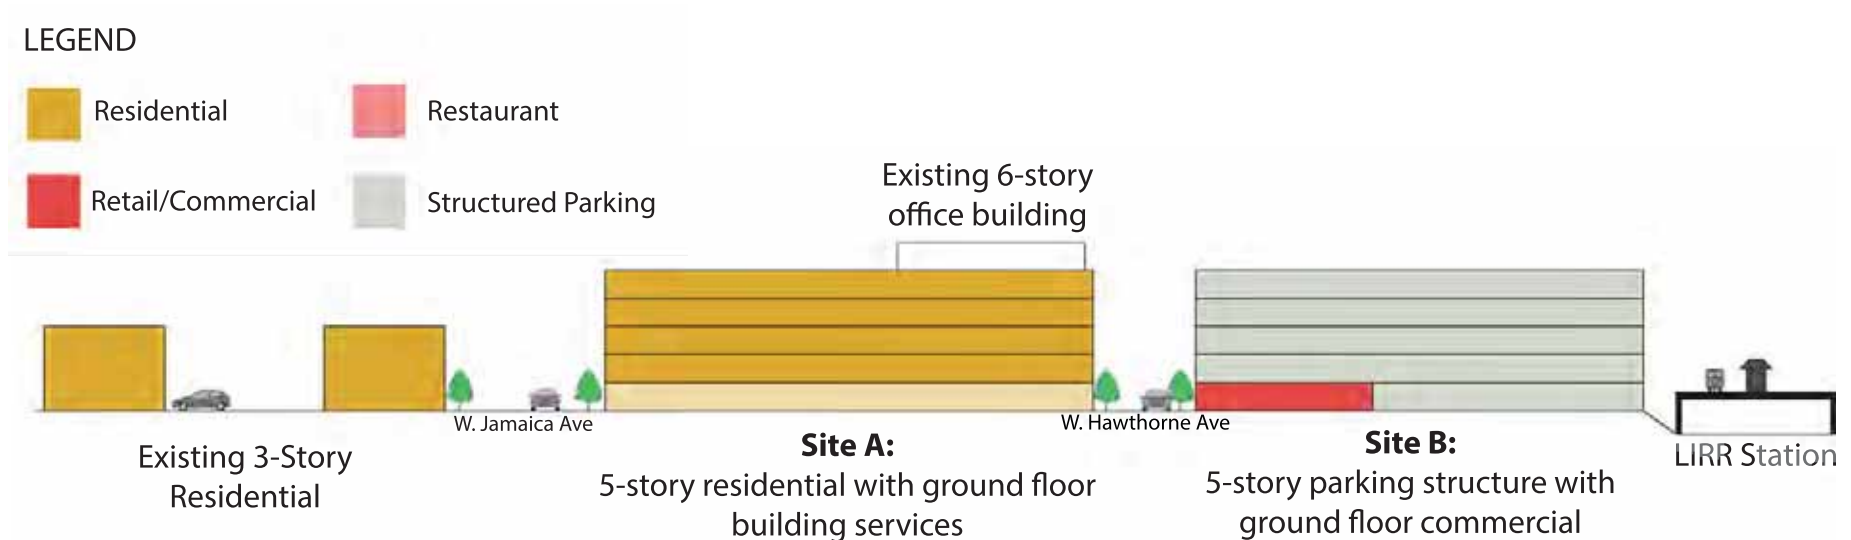 LEGEND
Residential
Restaurant
Retail/Commercial
Structured Parking
Existing 6-story
office building
W. Jamaica Ave
W. Hawthorne Ave
Existing 3-Story
Residential
Site A:
5-story residential with ground floor
building services
Site B:
5-story parking structure with
ground floor commercial
LIRR Station